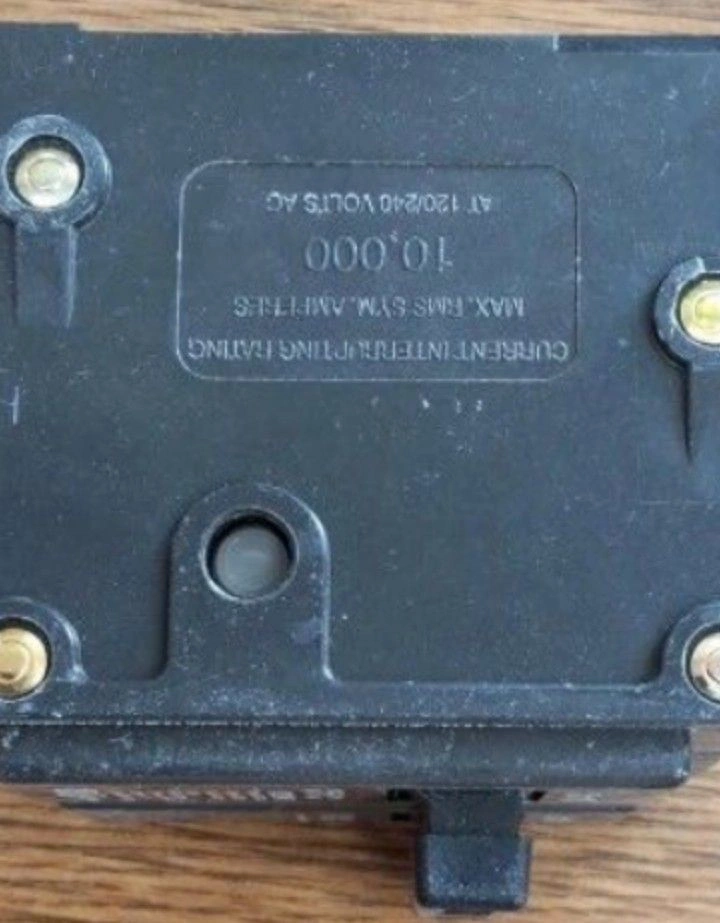 CURRENT INTERRUPTING RATING
MAX. RMS SYM. AMPERES
10,000
AT 120/240 VOLTS AC